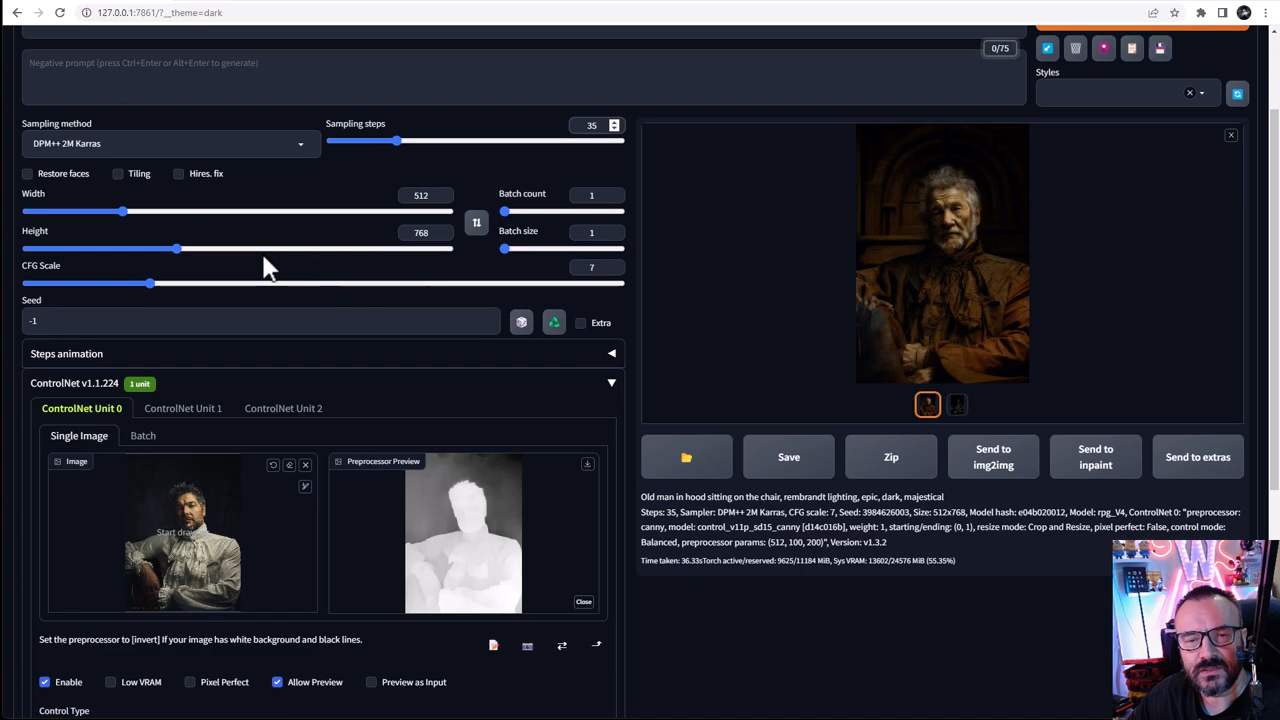 127.0.0.1:7861/?__theme=dark
0/75
Negative prompt (press Ctrl+Enter or Alt+Enter to generate)
Styles
Sampling method
Sampling steps
35
DPM++ 2M Karras
Restore faces
Tiling
Hires. fix
Width
512
Batch count
1
Height
768
Batch size
1
CFG Scale
7
Seed
-1
Extra
Steps animation
ControlNet v1.1.224
1 unit
ControlNet Unit 0
ControlNet Unit 1
ControlNet Unit 2
Single Image
Batch
Image
Start dra
Preprocessor Preview
Close
Set the preprocessor to [invert] If your image has white background and black lines.
Enable
Low VRAM
Pixel Perfect
Allow Preview
Preview as Input
Control Type
Save
Zip
Send to
img2img
Send to
inpaint
Send to extras
Old man in hood sitting on the chair, rembrandt lighting, epic, dark, majestical
Steps: 35, Sampler: DPM++ 2M Karras, CFG scale: 7, Seed: 3984626003, Size: 512x768, Model hash: e04b020012, Model: rpg_V4, ControlNet 0: "preprocessor:
canny, model: control_v11p_sd15_canny [d14c016b], weight: 1, starting/ending: (0, 1), resize mode: Crop and Resize, pixel perfect: False, control mode:
Balanced, preprocessor params: (512, 100, 200)", Version: v1.3.2
Time taken: 36.33sTorch active/reserved: 9625/11184 MiB, Sys VRAM: 13602/24576 MiB (55.35%)